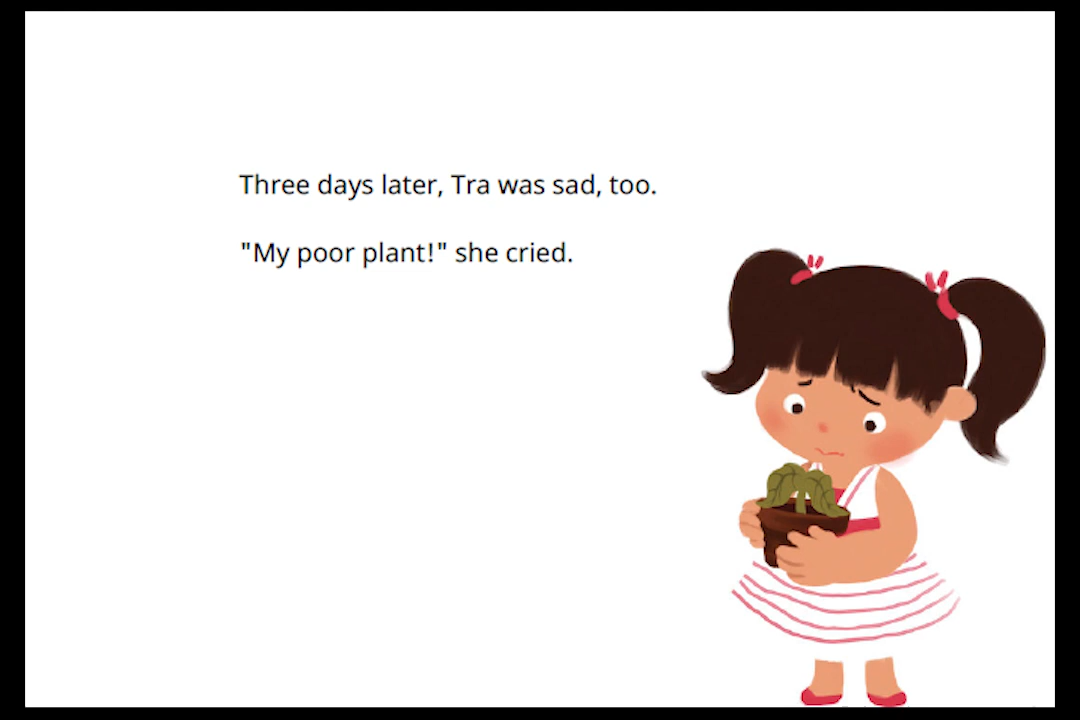 Three days later, Tra was sad, too.
"My poor plant!" she cried.